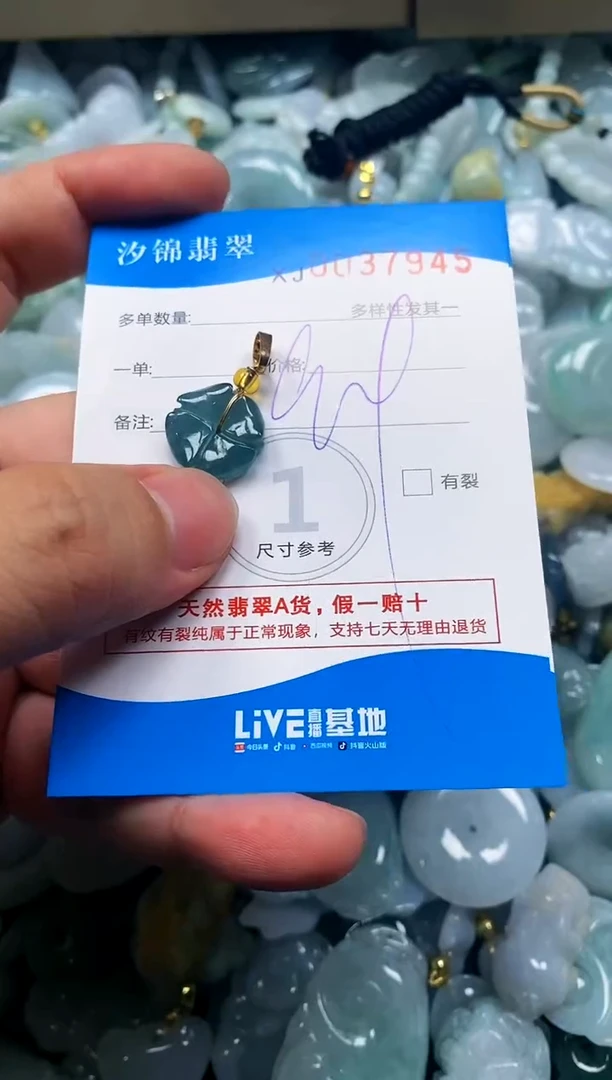 汐锦翡翠
XJ0037945
多单数量:
多样性发其一
一单:
价格:
备注:
1
尺寸参考
有裂
天然翡翠A货，假一赔十
有纹有裂纯属于正常现象，支持七天无理由退货
LiVE直播基地
今日头条 抖音 西瓜视频 抖音火山版